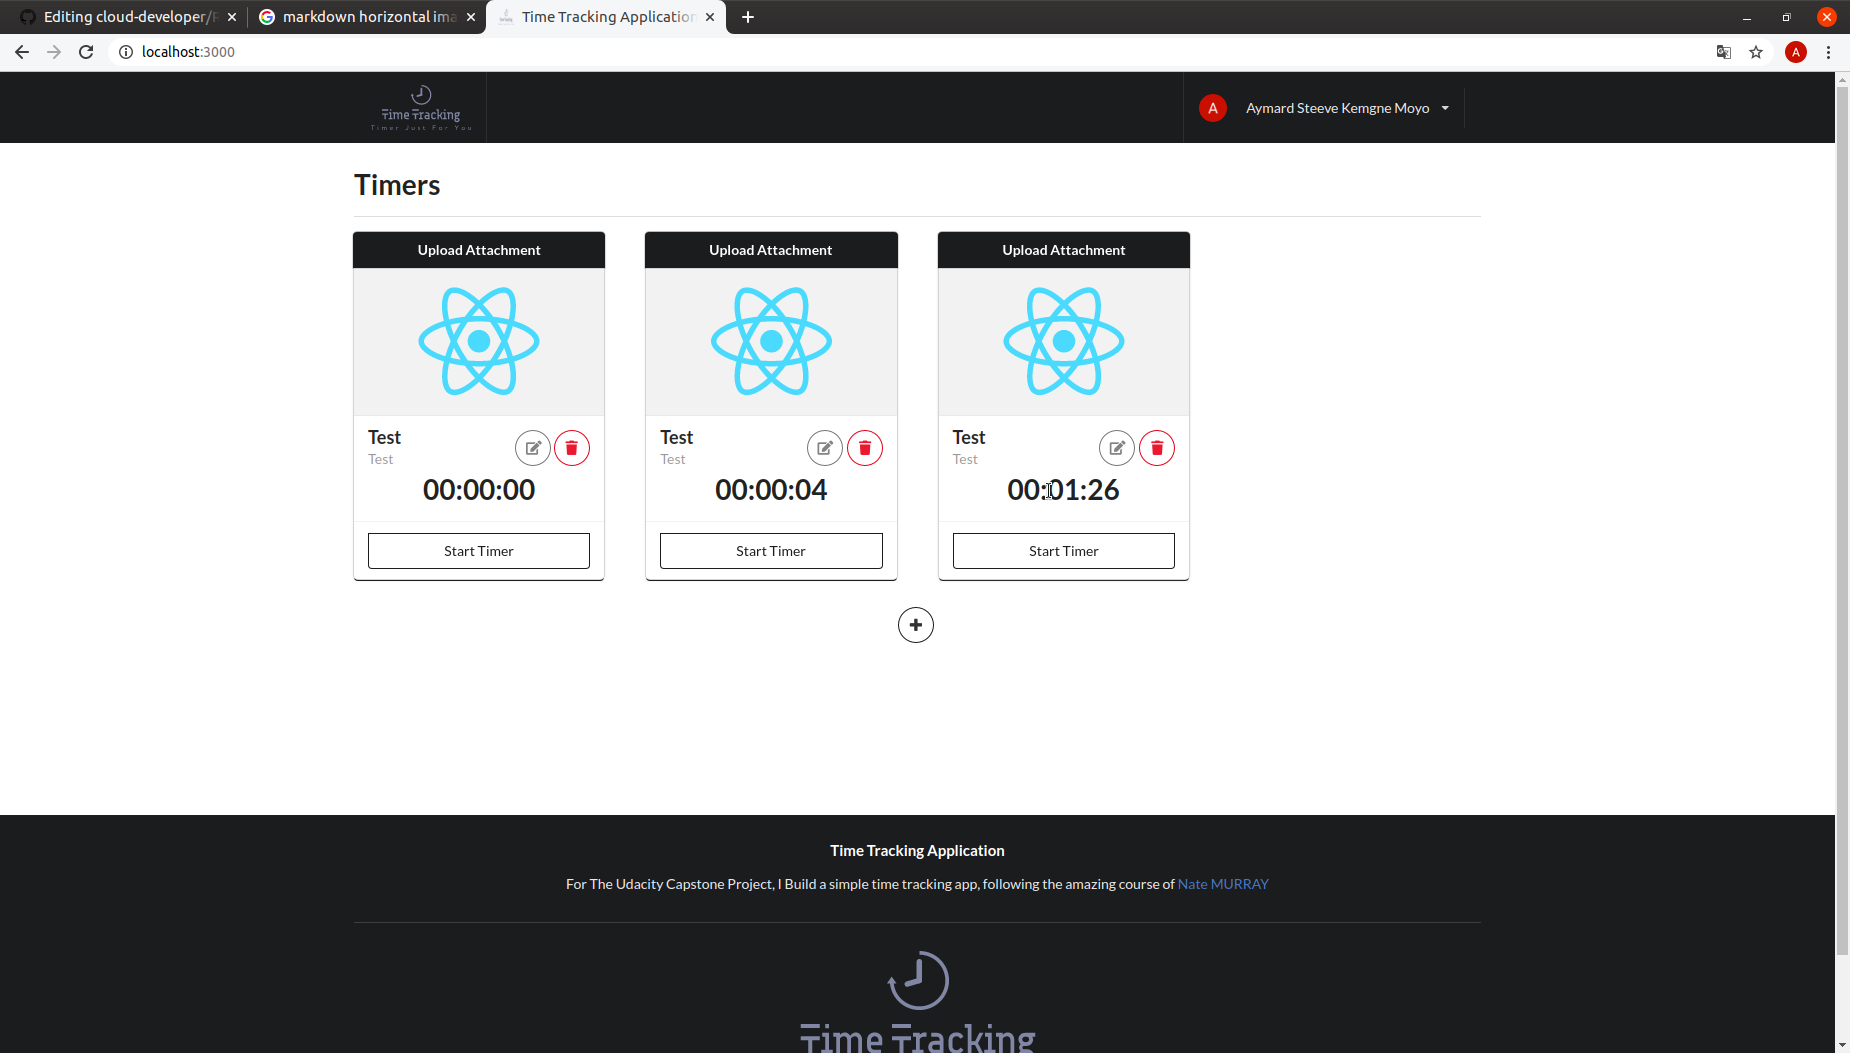 Editing cloud-developer/
markdown horizontal ima
Time Tracking Application
localhost:3000
A
Time Tracking
Timer Just For You
A
Aymard Steeve Kemgne Moyo
Timers
Upload Attachment
Upload Attachment
Upload Attachment
Test
Test
00:00:00
Start Timer
Test
Test
00:00:04
Start Timer
Test
Test
00:01:26
Start Timer
Time Tracking Application
For The Udacity Capstone Project, I Build a simple time tracking app, following the amazing course of Nate MURRAY
Time Tracking